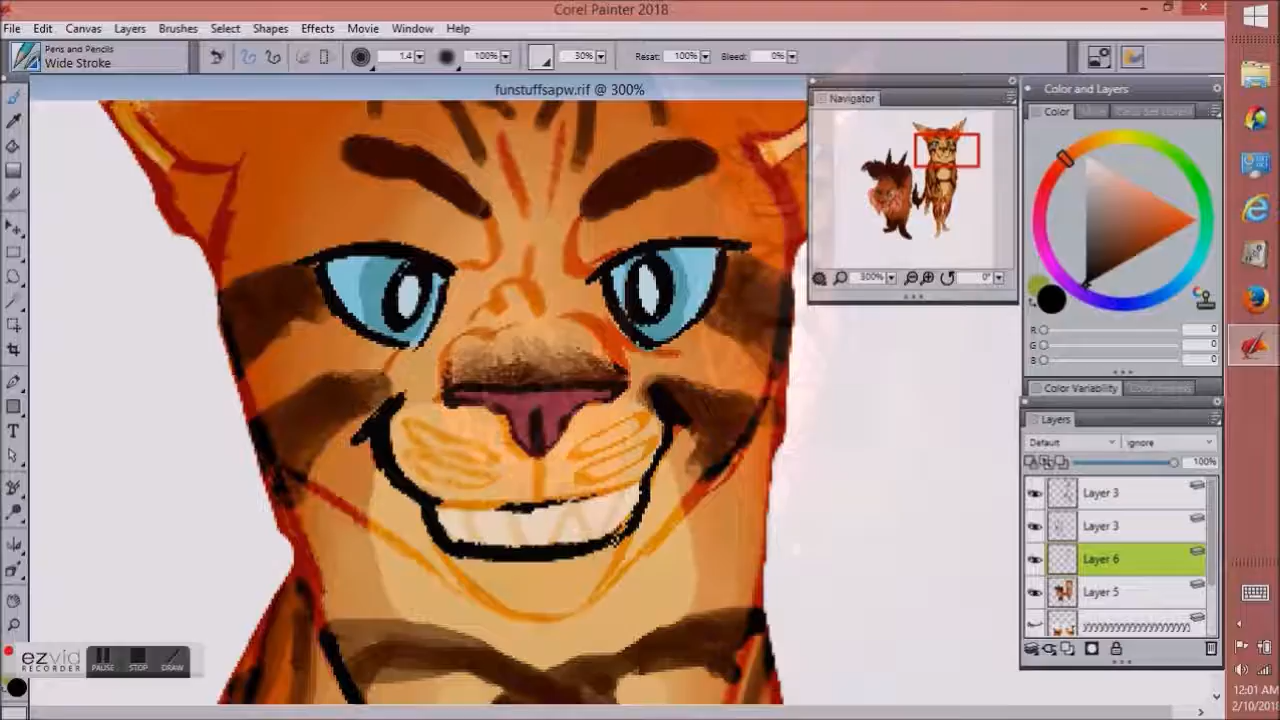 Corel Painter 2018
File Edit Canvas Layers Brushes Select Shapes Effects Movie Window Help
Pens and Pencils
Wide Stroke
1.4
100%
30%
Resat: 100%
Bleed: 0%
funstuffsapw.rif @ 300%
Navigator
300%
0°
Color and Layers
Color
R 0
G 0
B 0
Color Variability
Layers
Default
Ignore
100%
Layer 3
Layer 3
Layer 6
Layer 5
ezvid
RECORDER
PAUSE
STOP
DRAW
12:01 AM